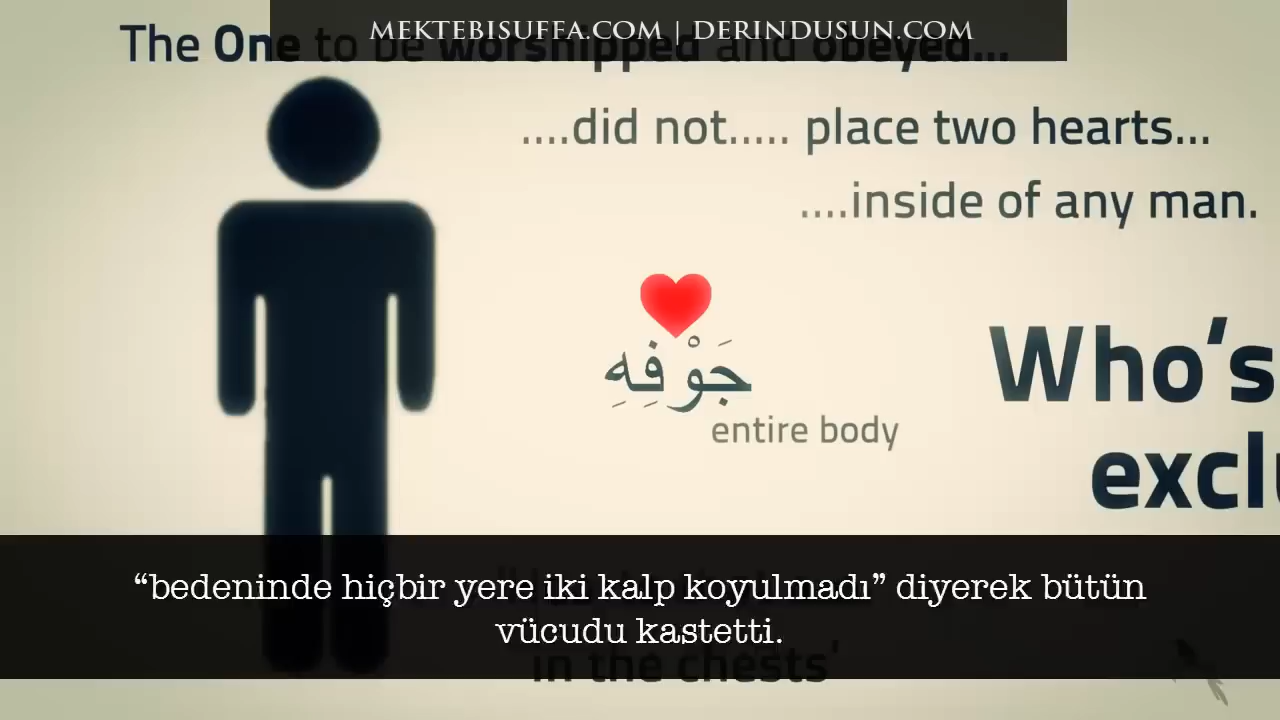 MEKTEBISUFFA.COM | DERINDUSUN.COM
The One to be worshipped and obeyed...
....did not..... place two hearts...
....inside of any man.
جَوْفِهِ
entire body
Who's
exclu
“bedeninde hiçbir yere iki kalp koyulmadı” diyerek bütün
vücudu kastetti.
in the chests'